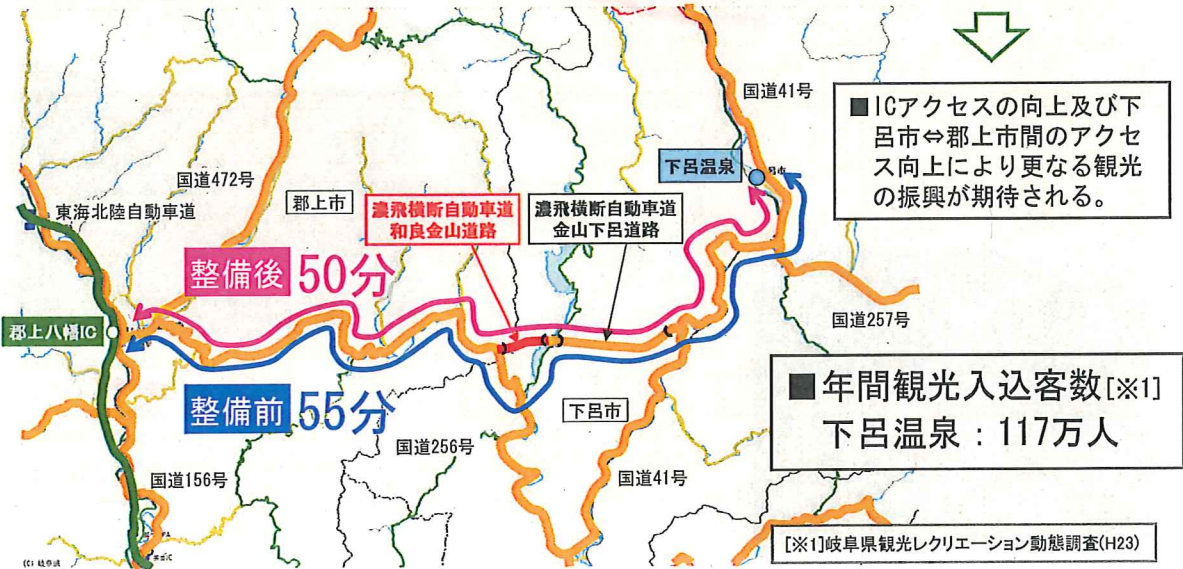 国道41号
■ICアクセスの向上及び下
呂市⇔郡上市間のアクセ
ス向上により更なる観光
の振興が期待される。
下呂温泉
国道472号
郡上市
東海北陸自動車道
濃飛横断自動車道
和良金山道路
濃飛横断自動車道
金山下呂道路
整備後 50分
郡上八幡IC
国道257号
整備前 55分
下呂市
■年間観光入込客数[※1]
下呂温泉：117万人
国道256号
国道156号
国道41号
[※1]岐阜県観光レクリエーション動態調査(H23)